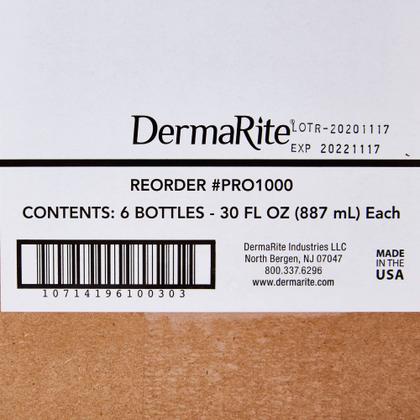 DermaRite LOTR-20201117
EXP 20221117
REORDER #PRO1000
CONTENTS: 6 BOTTLES - 30 FL OZ (887 mL) Each
DermaRite Industries LLC
North Bergen, NJ 07047
800.337.6296
www.dermarite.com
MADE
IN THE
USA
10714196100303